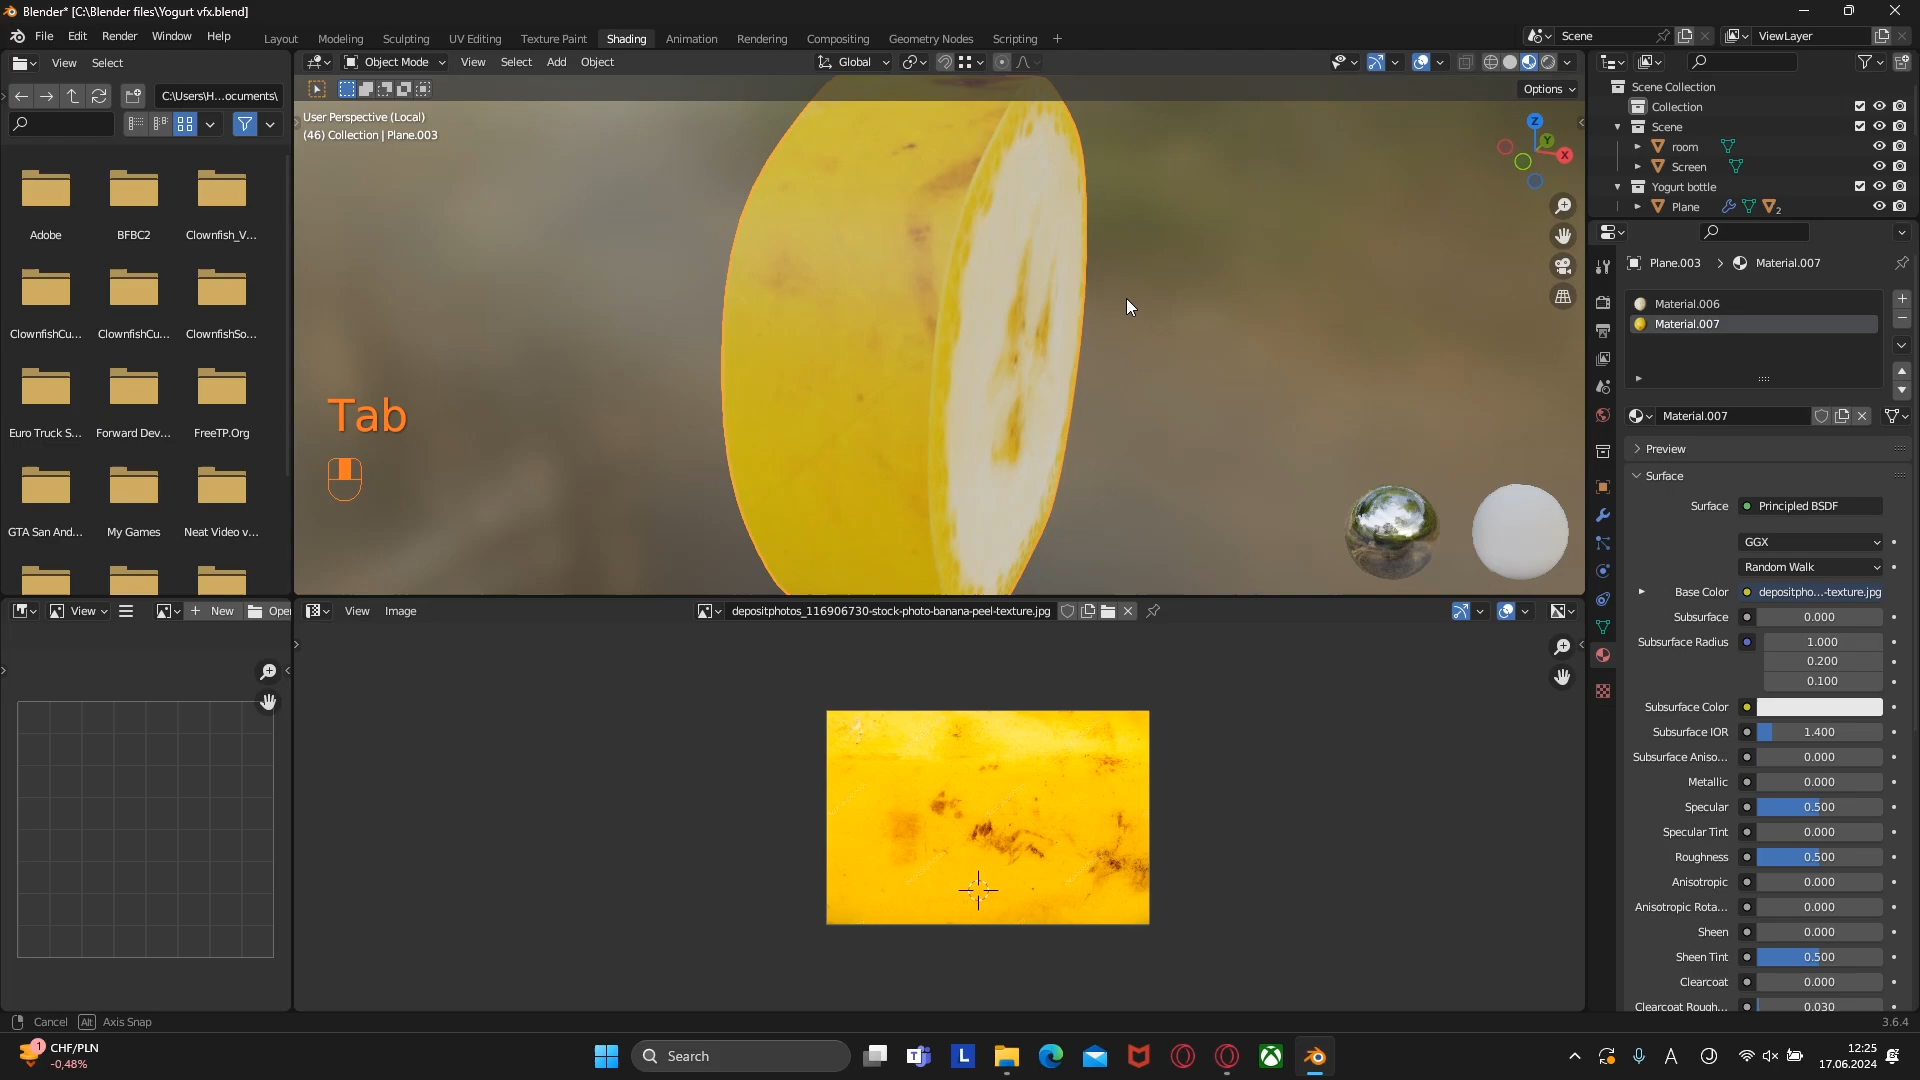 Blender* [C:\Blender files\Yogurt vfx.blend]
File Edit Render Window Help
Layout Modeling Sculpting UV Editing Texture Paint Shading Animation Rendering Compositing Geometry Nodes Scripting +
Scene
ViewLayer
View Select
Object Mode View Select Add Object
Global
C:\Users\H...ocuments\
Options
User Perspective (Local)
(46) Collection | Plane.003
Z
Y
X
Scene Collection
Collection
Scene
room
Screen
Yogurt bottle
Plane
2
Adobe
BFBC2
Clownfish_V...
ClownfishCu...
ClownfishCu...
ClownfishSo...
Euro Truck S...
Forward Dev...
FreeTP.Org
GTA San And...
My Games
Neat Video v...
Tab
Plane.003 > Material.007
Material.006
Material.007
Material.007
Preview
Surface
Surface Principled BSDF
GGX
Random Walk
Base Color depositpho...-texture.jpg
Subsurface 0.000
Subsurface Radius 1.000
0.200
0.100
Subsurface Color
Subsurface IOR 1.400
Subsurface Aniso... 0.000
Metallic 0.000
Specular 0.500
Specular Tint 0.000
Roughness 0.500
Anisotropic 0.000
Anisotropic Rota... 0.000
Sheen 0.000
Sheen Tint 0.500
Clearcoat 0.000
Clearcoat Rough... 0.030
View
New
Open
View Image
depositphotos_116906730-stock-photo-banana-peel-texture.jpg
Cancel Alt Axis Snap
3.6.4
1
CHF/PLN
-0,48%
Search
12:25
17.06.2024